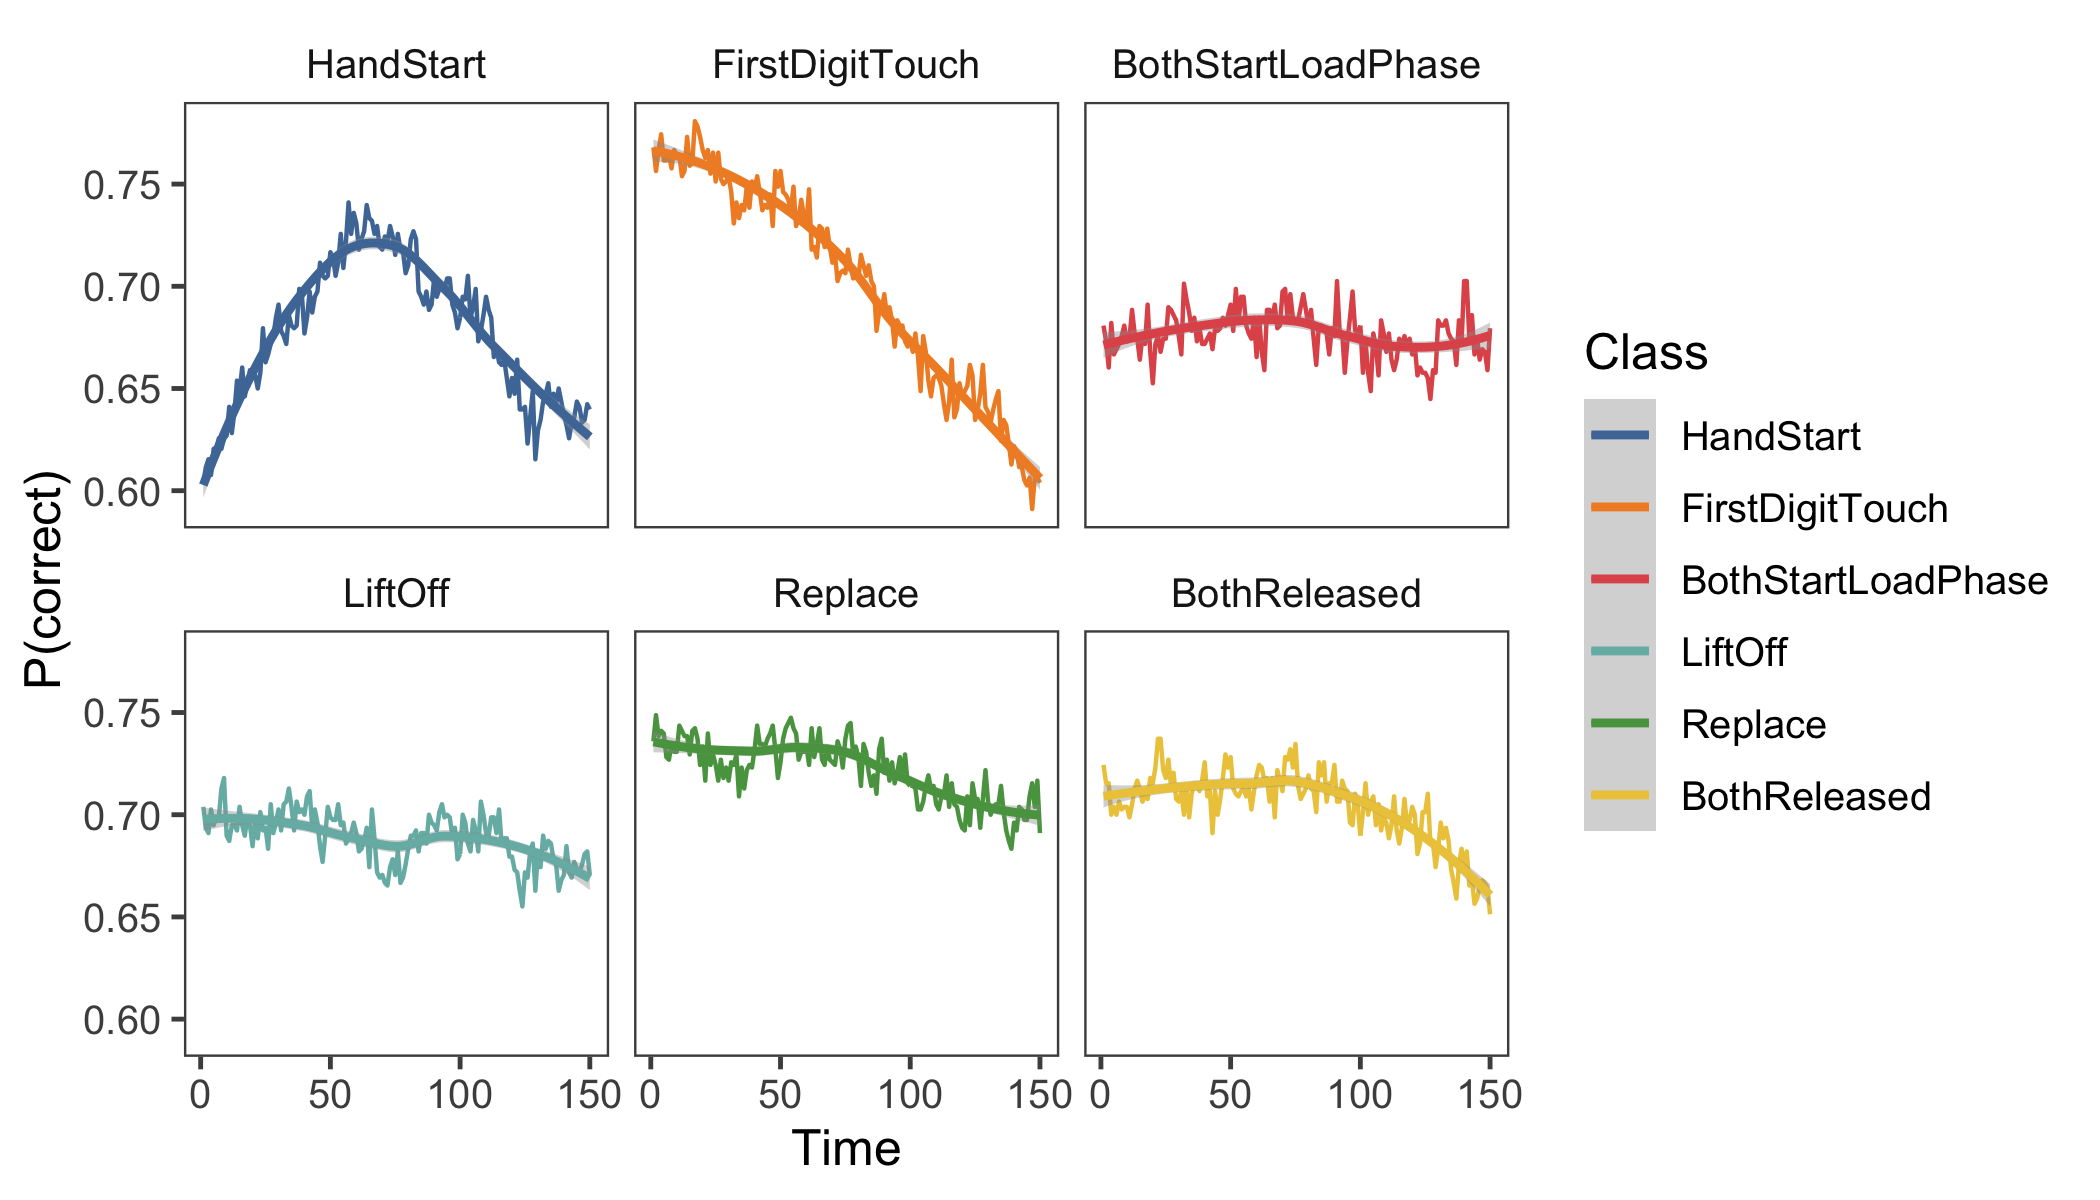 HandStart
FirstDigitTouch
BothStartLoadPhase
0.75
0.70
0.65
0.60
LiftOff
Replace
BothReleased
0.75
0.70
0.65
0.60
0 50 100 150
0 50 100 150
0 50 100 150
Time
P(correct)
Class
HandStart
FirstDigitTouch
BothStartLoadPhase
LiftOff
Replace
BothReleased